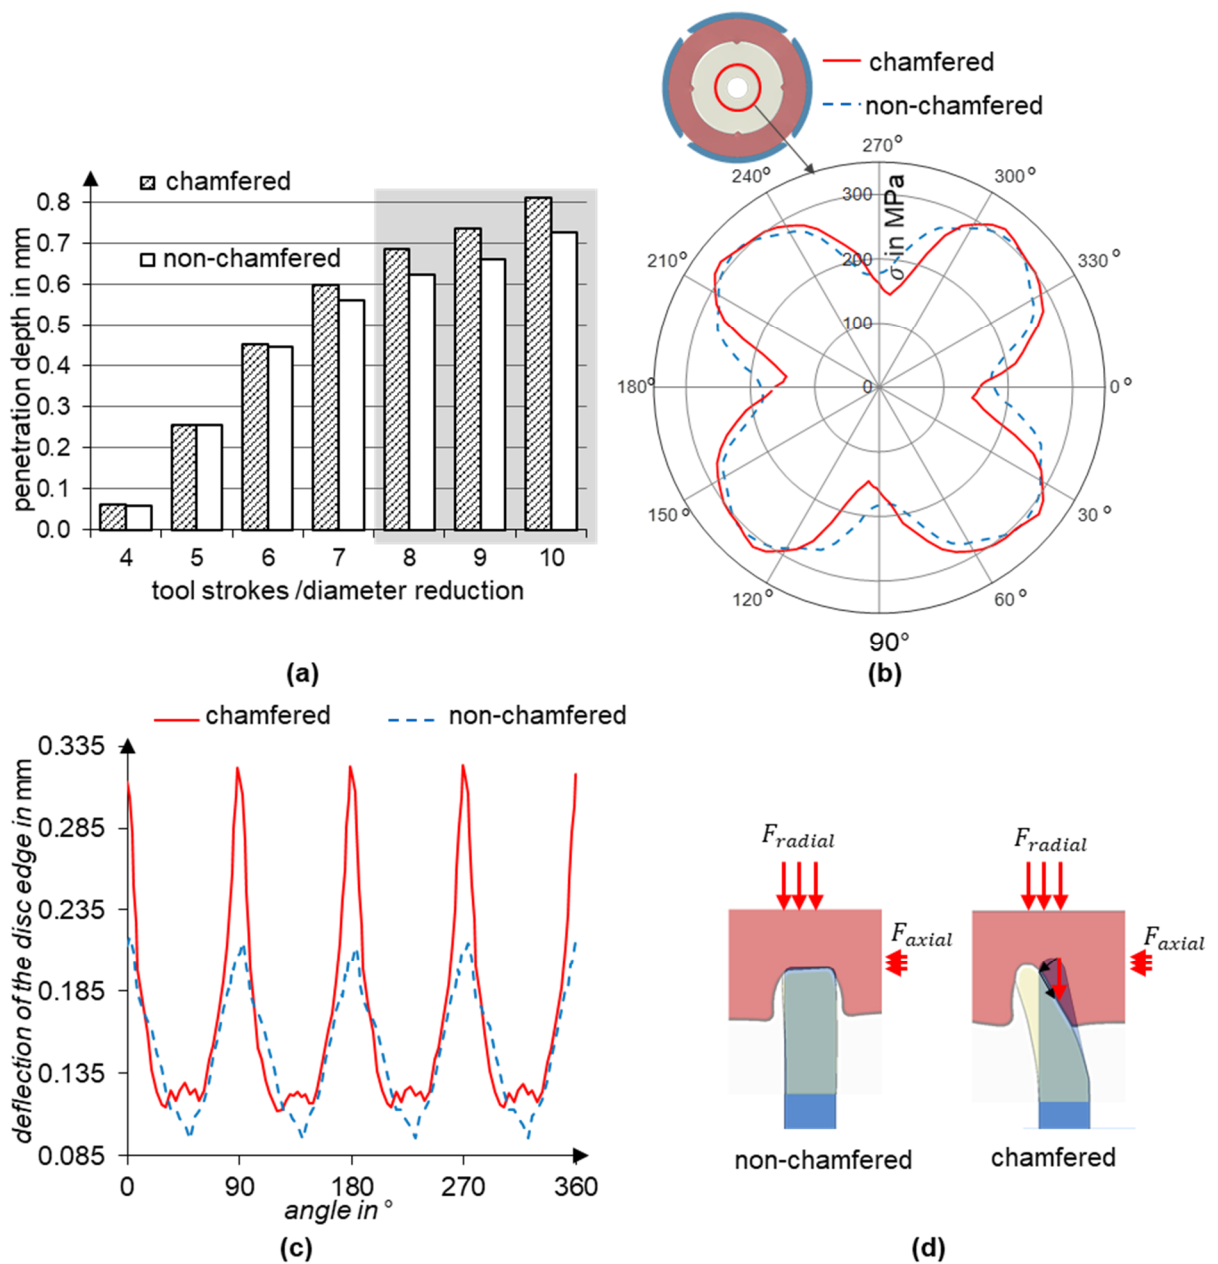 chamfered
non-chamfered
270°
240°
300°
210°
330°
180°
0°
150°
30°
120°
60°
90°
300
200
100
0
σ in MPa
(b)
chamfered
non-chamfered
penetration depth in mm
0.8
0.7
0.6
0.5
0.4
0.3
0.2
0.1
0.0
4 5 6 7 8 9 10
tool strokes /diameter reduction
(a)
chamfered non-chamfered
deflection of the disc edge in mm
0.335
0.285
0.235
0.185
0.135
0.085
0 90 180 270 360
angle in °
(c)
F_radial F_radial
F_axial F_axial
non-chamfered chamfered
(d)